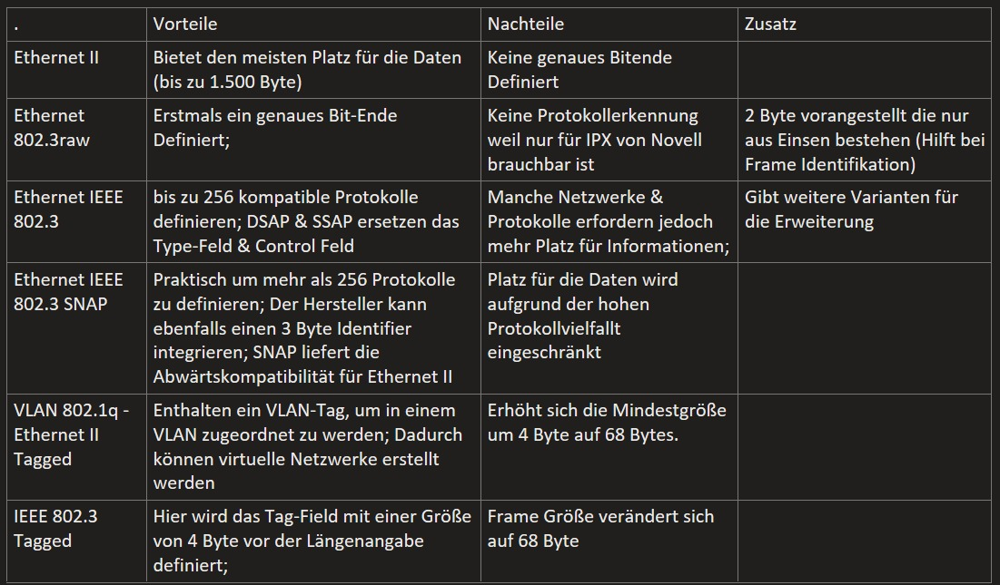 .
Vorteile
Nachteile
Zusatz
Ethernet II
Bietet den meisten Platz für die Daten
(bis zu 1.500 Byte)
Keine genaues Bitende
Definiert
Ethernet
802.3raw
Erstmals ein genaues Bit-Ende
Definiert;
Keine Protokollerkennung
weil nur für IPX von Novell
brauchbar ist
2 Byte vorangestellt die nur
aus Einsen bestehen (Hilft bei
Frame Identifikation)
Ethernet IEEE
802.3
bis zu 256 kompatible Protokolle
definieren; DSAP & SSAP ersetzen das
Type-Feld & Control Feld
Manche Netzwerke &
Protokolle erfordern jedoch
mehr Platz für Informationen;
Gibt weitere Varianten für
die Erweiterung
Ethernet IEEE
802.3 SNAP
Praktisch um mehr als 256 Protokolle
zu definieren; Der Hersteller kann
ebenfalls einen 3 Byte Identifier
integrieren; SNAP liefert die
Abwärtskompatibilität für Ethernet II
Platz für die Daten wird
aufgrund der hohen
Protokollvielfallt
eingeschränkt
VLAN 802.1q -
Ethernet II
Tagged
Enthalten ein VLAN-Tag, um in einem
VLAN zugeordnet zu werden; Dadurch
können virtuelle Netzwerke erstellt
werden
Erhöht sich die Mindestgröße
um 4 Byte auf 68 Bytes.
IEEE 802.3
Tagged
Hier wird das Tag-Field mit einer Größe
von 4 Byte vor der Längenangabe
definiert;
Frame Größe verändert sich
auf 68 Byte